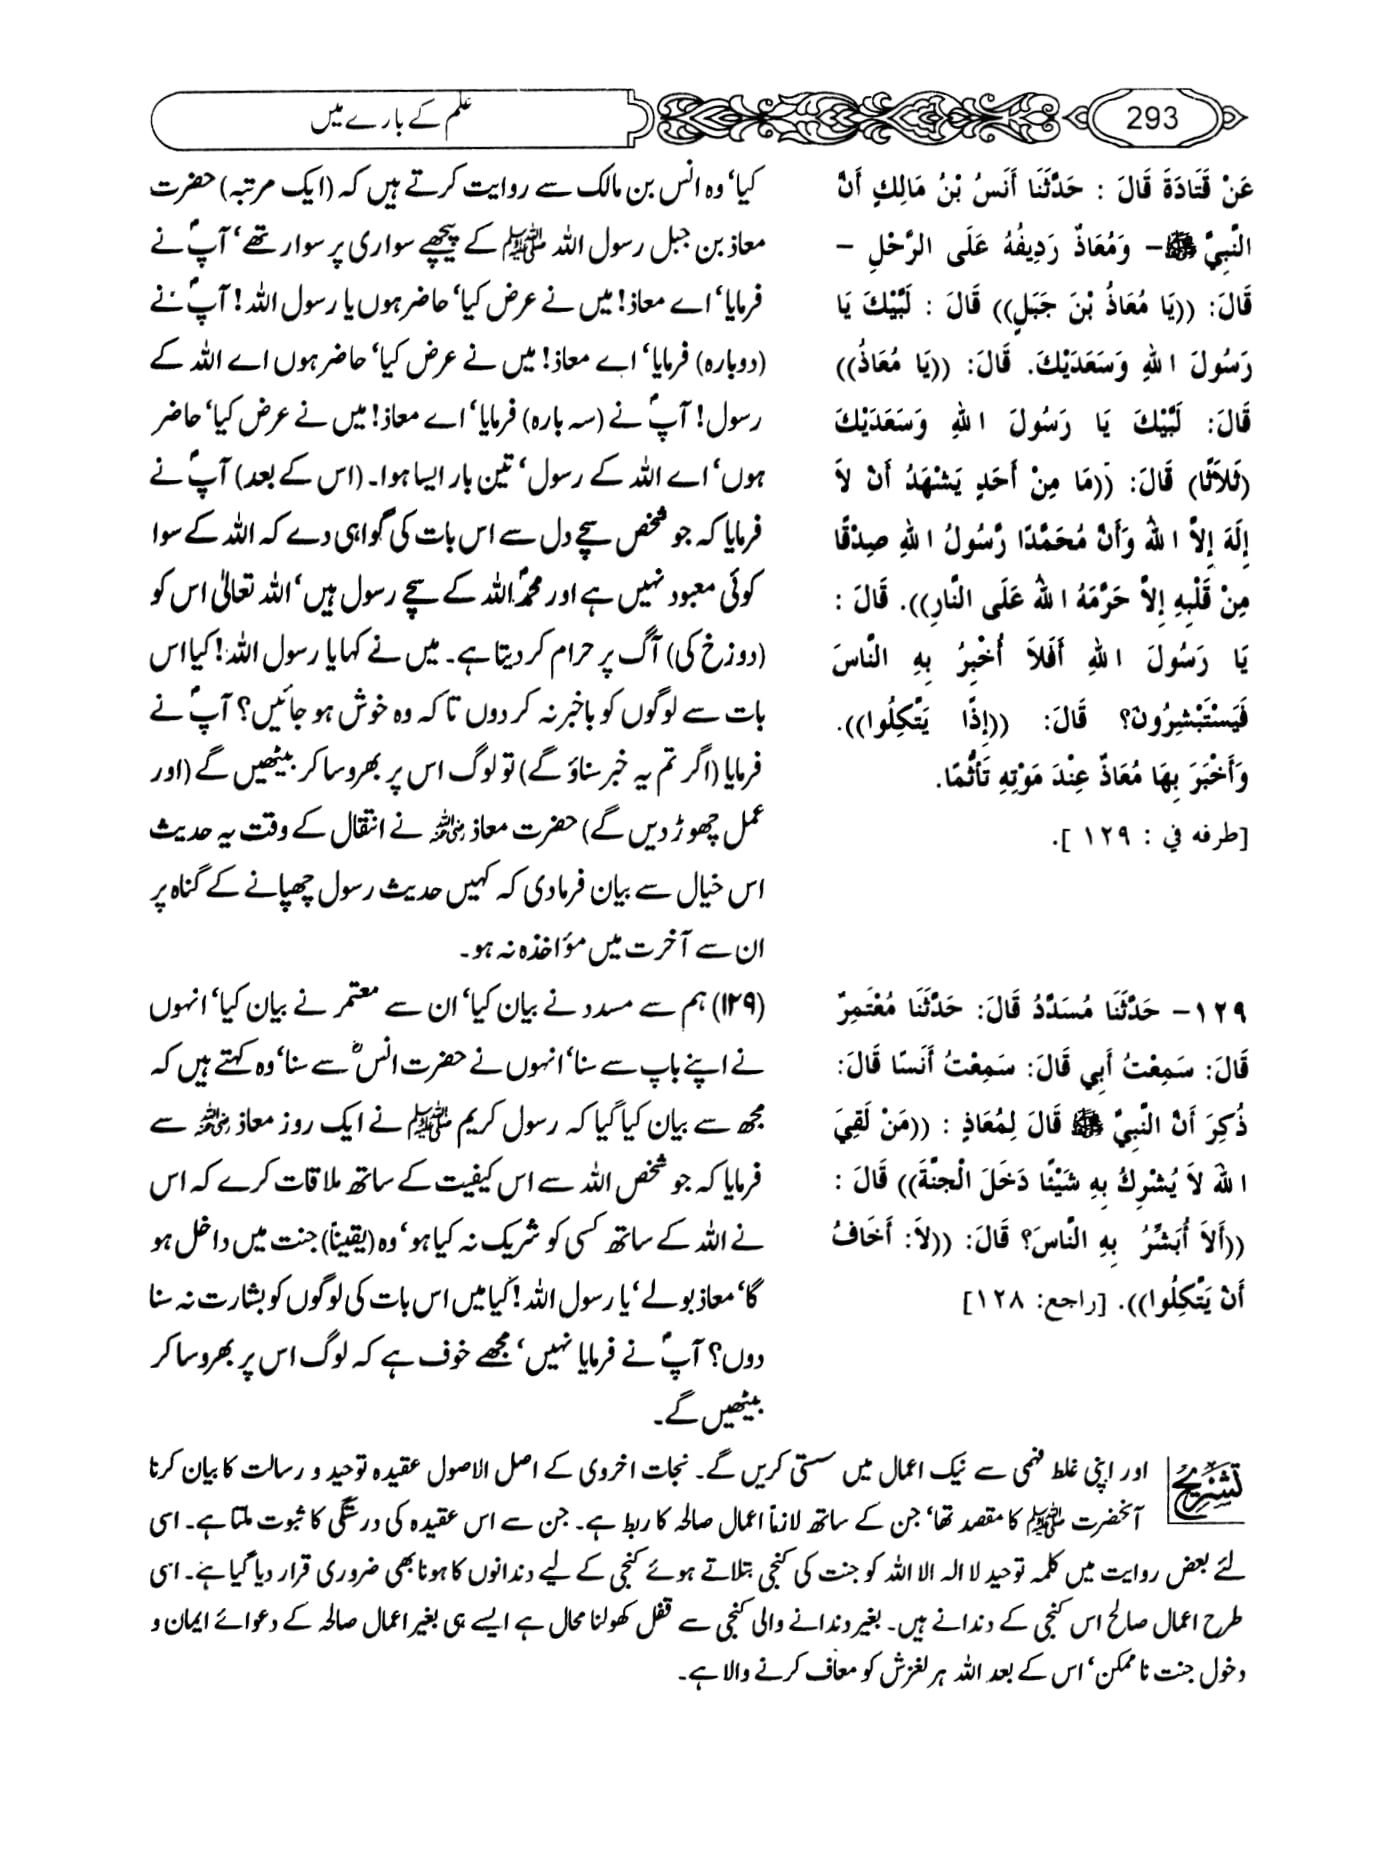 293
علم کے بارے میں
عَنْ قَتَادَةَ قَالَ : حَدَّثَنَا أَنَسُ بْنُ مَالِكٍ أَنَّ
النَّبِيَّ ﷺ – وَمُعَاذٌ رَدِيفُهُ عَلَى الرَّحْلِ –
قَالَ: ((يَا مُعَاذُ بْنَ جَبَلٍ)) قَالَ : لَبَّيْكَ يَا
رَسُولَ اللهِ وَسَعَدَيْكَ. قَالَ: ((يَا مُعَاذُ))
قَالَ: لَبَّيْكَ يَا رَسُولَ اللهِ وَسَعَدَيْكَ
(ثَلاَثًا) قَالَ: ((مَا مِنْ أَحَدٍ يَشْهَدُ أَنْ لاَ
إِلَهَ إِلاَّ اللهُ وَأَنَّ مُحَمَّدًا رَّسُولُ اللهِ صِدْقًا
مِنْ قَلْبِهِ إِلاَّ حَرَّمَهُ اللهُ عَلَى النَّارِ)). قَالَ :
يَا رَسُولَ اللهِ أَفَلاَ أُخْبِرُ بِهِ النَّاسَ
فَيَسْتَبْشِرُونَ؟ قَالَ: ((إِذًا يَتَّكِلُوا)).
وَأَخْبَرَ بِهَا مُعَاذٌ عِنْدَ مَوْتِهِ تَأَثُّمًا.
[طرفه في : ١٢٩ ].
کیا‘ وہ انس بن مالک سے روایت کرتے ہیں کہ (ایک مرتبہ) حضرت
معاذ بن جبل رسول اللہ ﷺ کے پیچھے سواری پر سوار تھے‘ آپؐ نے
فرمایا‘ اے معاذ! میں نے عرض کیا‘ حاضر ہوں یا رسول اللہ! آپؐ نے
(دوبارہ) فرمایا‘ اے معاذ! میں نے عرض کیا‘ حاضر ہوں اے اللہ کے
رسول! آپؐ نے (سہ بارہ) فرمایا‘ اے معاذ! میں نے عرض کیا‘ حاضر
ہوں‘ اے اللہ کے رسول‘ تین بار ایسا ہوا۔ (اس کے بعد) آپؐ نے
فرمایا کہ جو شخص سچے دل سے اس بات کی گواہی دے کہ اللہ کے سوا
کوئی معبود نہیں ہے اور محمدؐ اللہ کے سچے رسول ہیں‘ اللہ تعالیٰ اس کو
(دوزخ کی) آگ پر حرام کر دیتا ہے۔ میں نے کہا یا رسول اللہ! کیا اس
بات سے لوگوں کو باخبر نہ کر دوں تاکہ وہ خوش ہو جائیں؟ آپؐ نے
فرمایا (اگر تم یہ خبر سناؤ گے) تو لوگ اس پر بھروسا کر بیٹھیں گے (اور
عمل چھوڑ دیں گے) حضرت معاذ رضی اللہ عنہ نے انتقال کے وقت یہ حدیث
اس خیال سے بیان فرما دی کہ کہیں حدیث رسول چھپانے کے گناہ پر
ان سے آخرت میں مؤاخذہ نہ ہو۔
١٢٩– حَدَّثَنَا مُسَدَّدٌ قَالَ: حَدَّثَنَا مُعْتَمِرٌ
قَالَ: سَمِعْتُ أَبِي قَالَ: سَمِعْتُ أَنَسًا قَالَ:
ذُكِرَ أَنَّ النَّبِيَّ ﷺ قَالَ لِمُعَاذٍ : ((مَنْ لَقِيَ
اللهَ لاَ يُشْرِكُ بِهِ شَيْئًا دَخَلَ الْجنَّةَ)) قَالَ :
((أَلاَ أُبَشِّرُ بِهِ النَّاسَ؟ قَالَ: ((لاَ: أَخَافُ
أَنْ يَتَّكِلُوا)). [راجع: ١٢٨]
(۱۲۹) ہم سے مسدد نے بیان کیا‘ ان سے معتمر نے بیان کیا‘ انہوں
نے اپنے باپ سے سنا‘ انہوں نے حضرت انسؓ سے سنا‘ وہ کہتے ہیں کہ
مجھ سے بیان کیا گیا کہ رسول کریم ﷺ نے ایک روز معاذ رضی اللہ عنہ سے
فرمایا کہ جو شخص اللہ سے اس کیفیت کے ساتھ ملاقات کرے کہ اس
نے اللہ کے ساتھ کسی کو شریک نہ کیا ہو‘ وہ (یقیناً) جنت میں داخل ہو
گا‘ معاذ بولے‘ یا رسول اللہ! کیا میں اس بات کی لوگوں کو بشارت نہ سنا
دوں؟ آپؐ نے فرمایا نہیں‘ مجھے خوف ہے کہ لوگ اس پر بھروسا کر
بیٹھیں گے۔
تشریح اور اپنی غلط فہمی سے نیک اعمال میں سستی کریں گے۔ نجات اخروی کے اصل الاصول عقیدہ توحید و رسالت کا بیان کرنا
آنحضرت ﷺ کا مقصد تھا‘ جن کے ساتھ لازماً اعمال صالحہ کا ربط ہے۔ جن سے اس عقیدہ کی درستگی کا ثبوت ملتا ہے۔ اسی
لئے بعض روایت میں کلمہ توحید لا الہ الا اللہ کو جنت کی کنجی بتلاتے ہوئے کنجی کے لیے دندانوں کا ہونا بھی ضروری قرار دیا گیا ہے۔ اسی
طرح اعمال صالح اس کنجی کے دندانے ہیں۔ بغیر دندانے والی کنجی سے قفل کھولنا محال ہے ایسے ہی بغیر اعمال صالحہ کے دعوائے ایمان و
دخول جنت ناممکن‘ اس کے بعد اللہ ہر لغزش کو معاف کرنے والا ہے۔